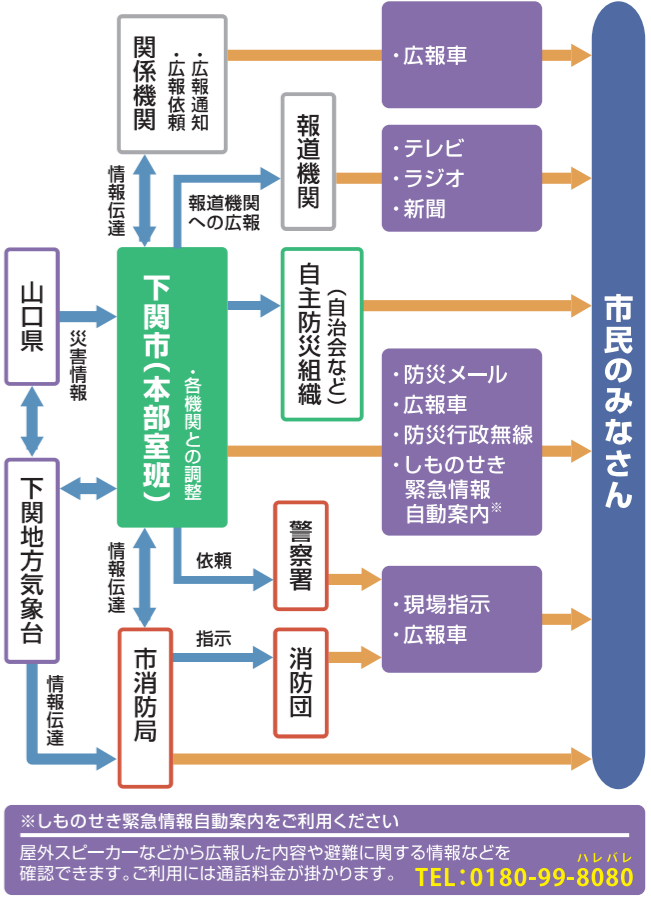 関係機関
・広報通知
・広報依頼
・広報車
情報伝達
報道機関
への広報
報道機関
・テレビ
・ラジオ
・新聞
山口県
災害情報
下関市(本部室班)
・各機関との調整
自主防災組織
(自治会など)
市民のみなさん
・防災メール
・広報車
・防災行政無線
・しものせき
緊急情報
自動案内※
下関地方気象台
情報伝達
依頼
警察署
・現場指示
・広報車
市消防局
指示
消防団
情報伝達
※しものせき緊急情報自動案内をご利用ください
屋外スピーカーなどから広報した内容や避難に関する情報などを
確認できます。ご利用には通話料金が掛かります。
ハレバレ
TEL:0180-99-8080